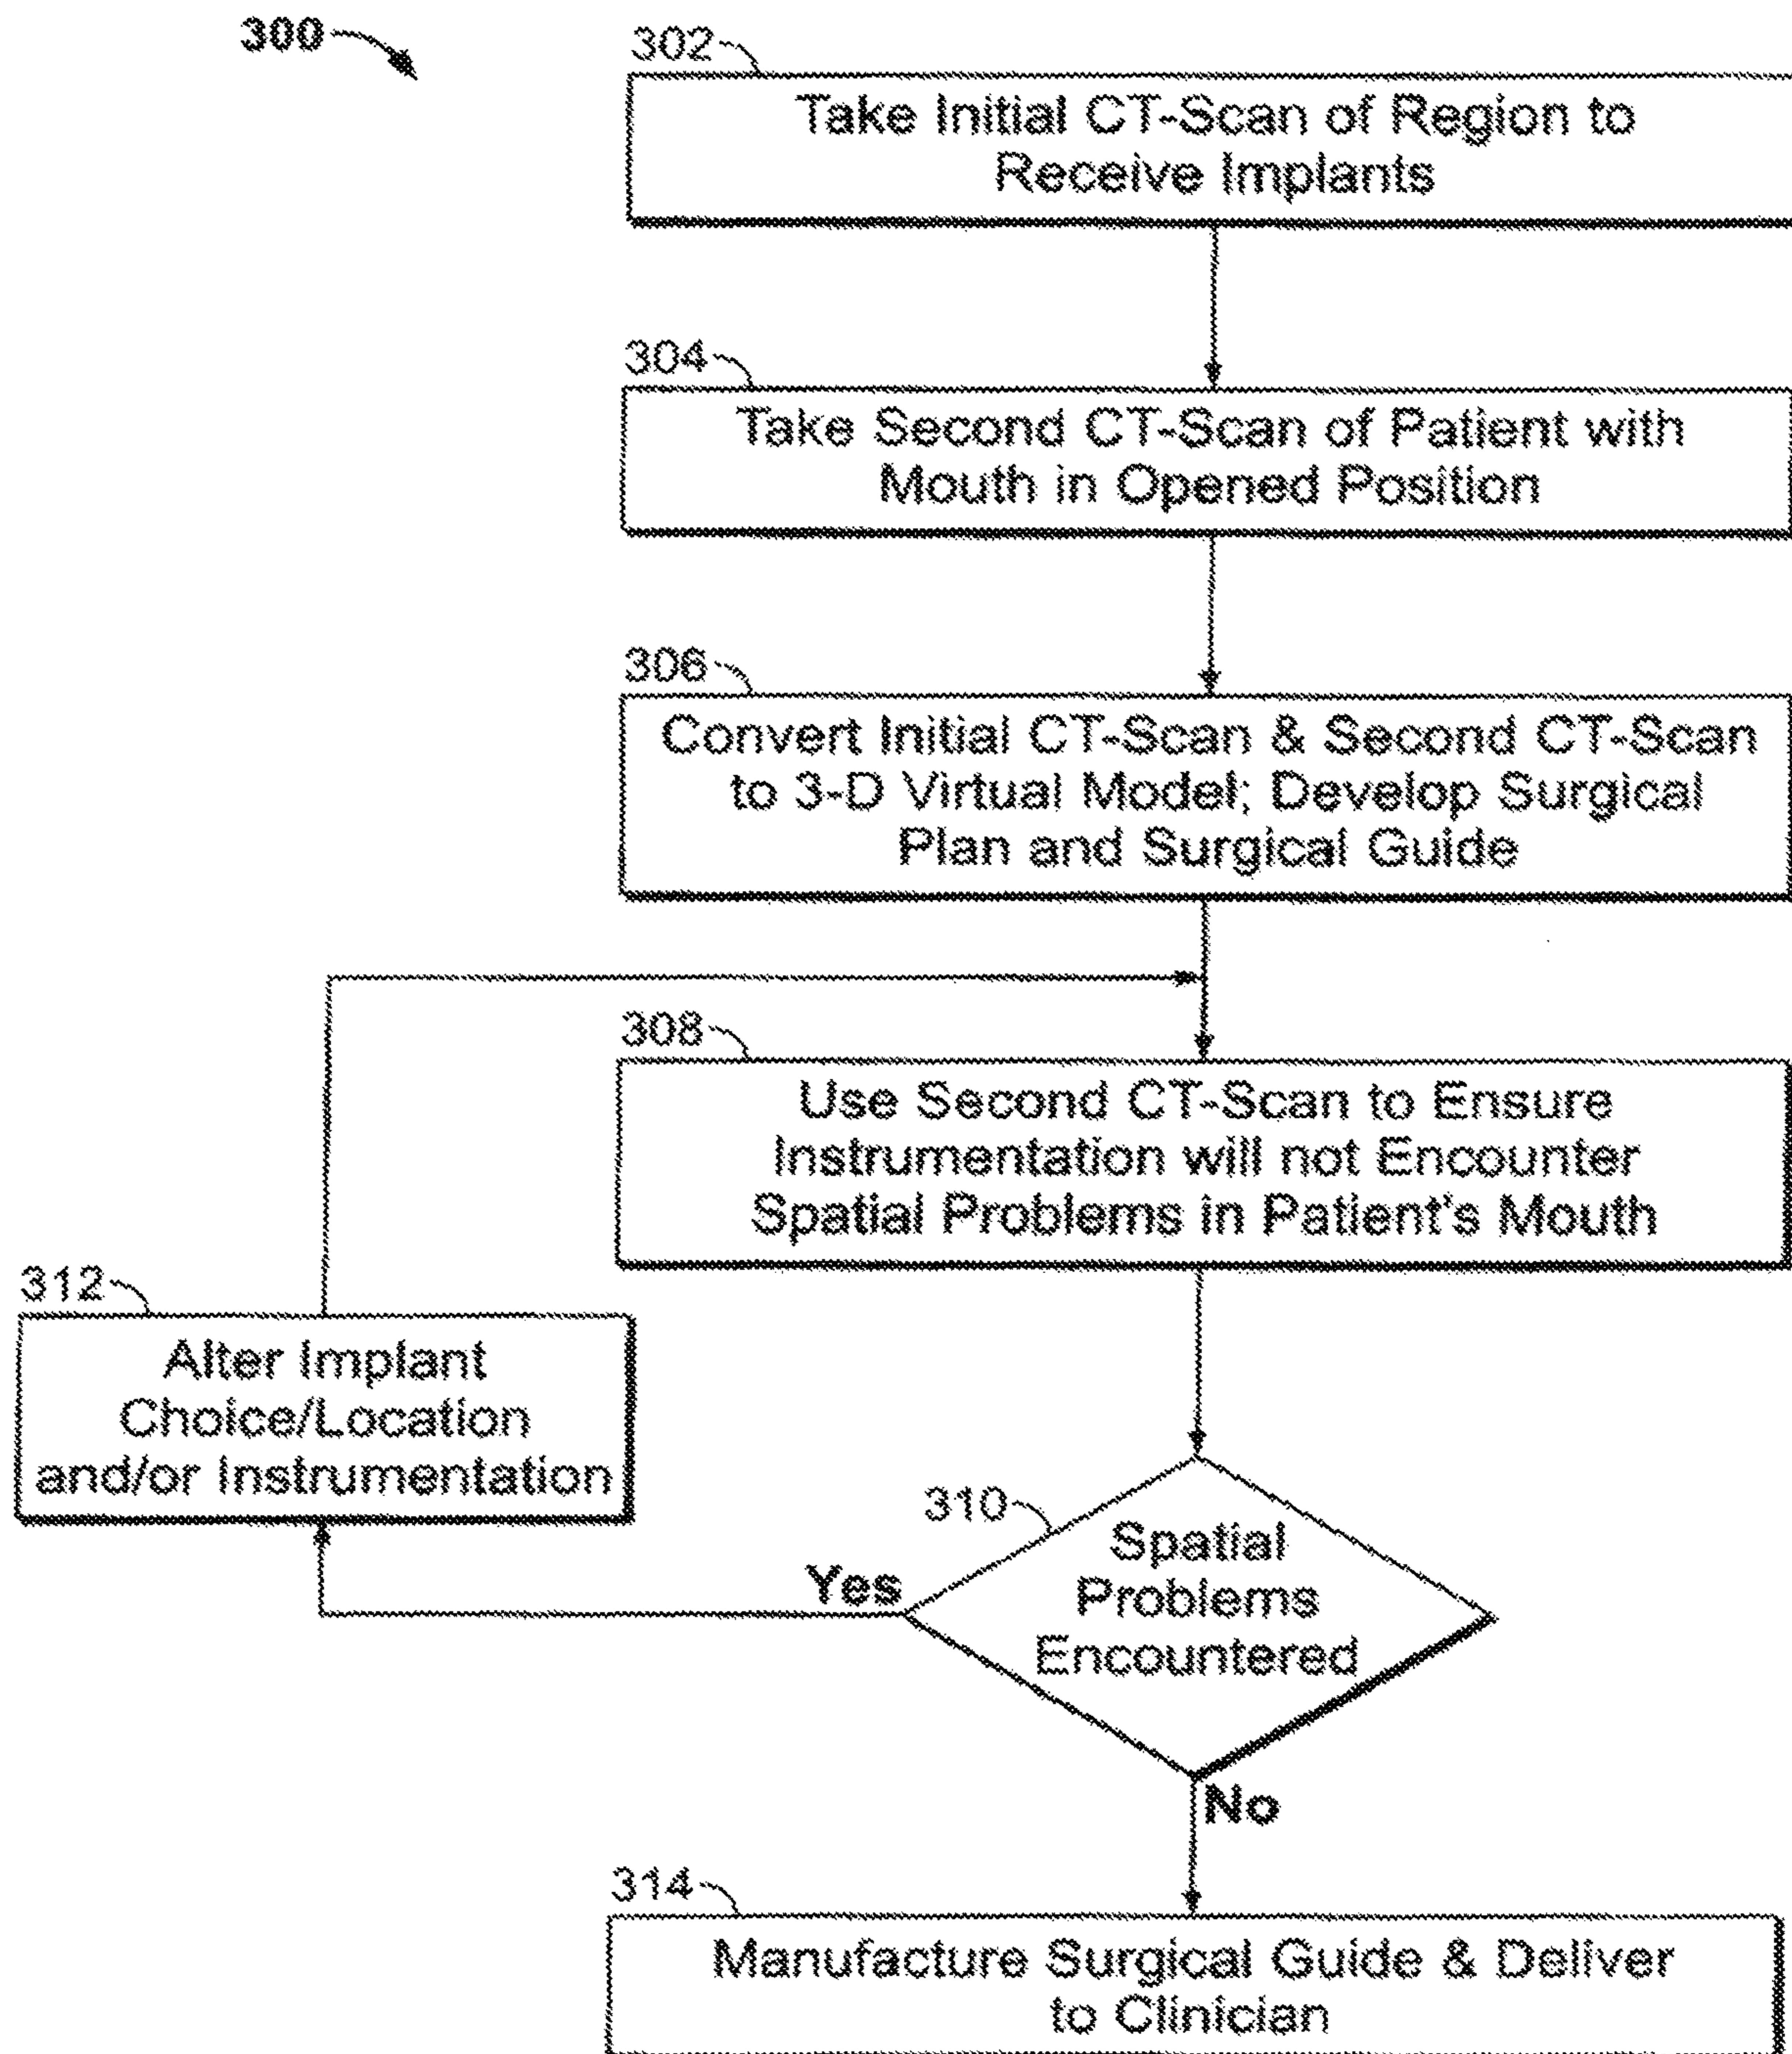 300
302
Take Initial CT-Scan of Region to
Receive Implants
304
Take Second CT-Scan of Patient with
Mouth in Opened Position
306
Convert Initial CT-Scan & Second CT-Scan
to 3-D Virtual Model; Develop Surgical
Plan and Surgical Guide
308
Use Second CT-Scan to Ensure
Instrumentation will not Encounter
Spatial Problems in Patient's Mouth
312
Alter Implant
Choice/Location
and/or Instrumentation
310
Spatial
Problems
Encountered
Yes
No
314
Manufacture Surgical Guide & Deliver
to Clinician